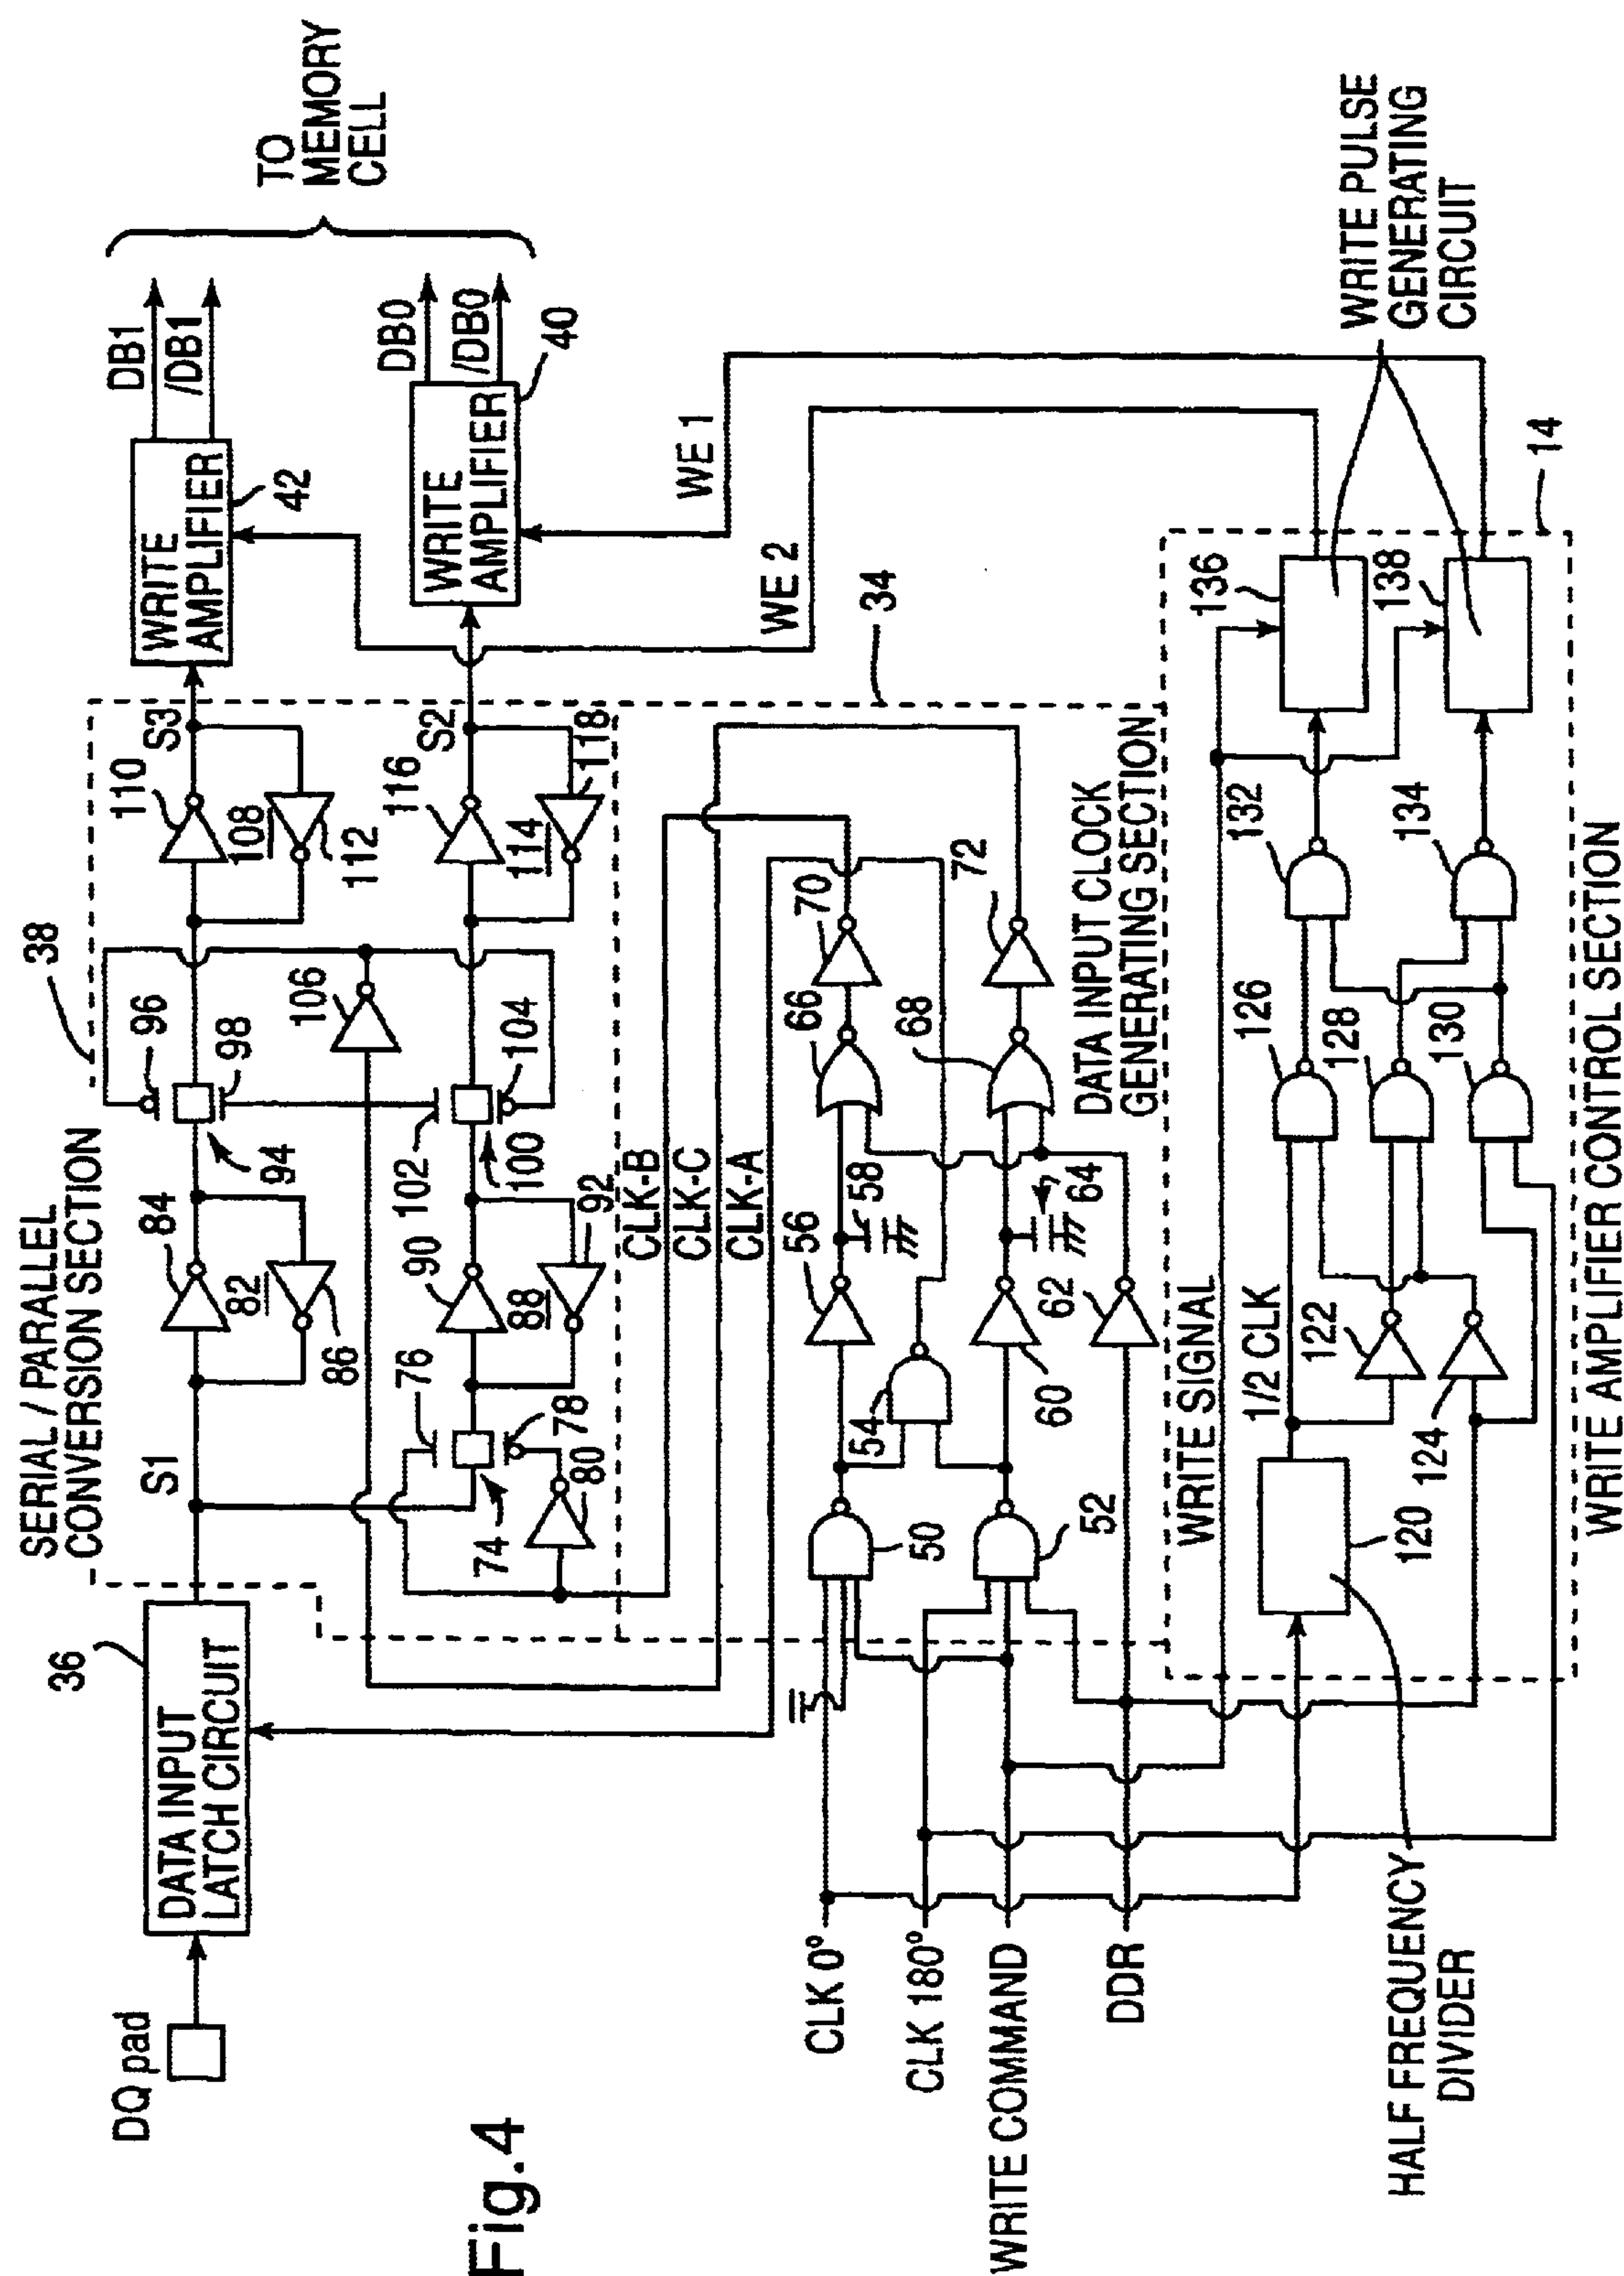 Fig.4
DQ pad
36
DATA INPUT
LATCH CIRCUIT
SERIAL / PARALLEL
CONVERSION SECTION
38
S1
84
82
86
94
96
98
110
108
112
S3
WRITE
AMPLIFIER
42
DB1
/DB1
TO
MEMORY
CELL
74
76
78
80
90
88
92
100
102
104
106
116
114
118
S2
WRITE
AMPLIFIER
40
DB0
/DB0
CLK-B
CLK-C
CLK-A
WE 1
WE 2
34
CLK 0°
CLK 180°
WRITE COMMAND
DDR
50
52
54
56
58
60
62
64
66
68
70
72
DATA INPUT CLOCK
GENERATING SECTION
WRITE SIGNAL
1/2 CLK
120
122
124
126
128
130
132
134
136
138
14
WRITE PULSE
GENERATING
CIRCUIT
HALF FREQUENCY
DIVIDER
WRITE AMPLIFIER CONTROL SECTION